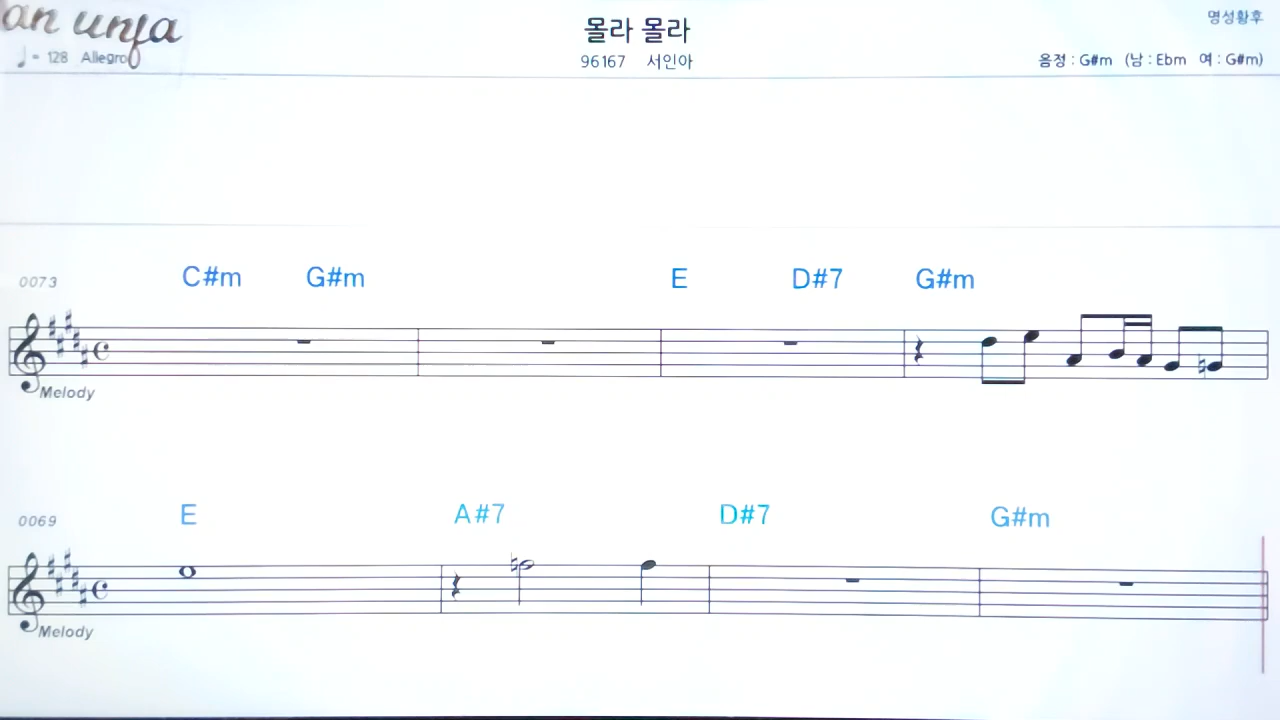 an unfa
명성황후
몰라 몰라
♩= 128 Allegro
96167 서인아
음정 : G#m (남 : Ebm 여 : G#m)
0073 C#m G#m E D#7 G#m
Melody
0069 E A#7 D#7 G#m
Melody